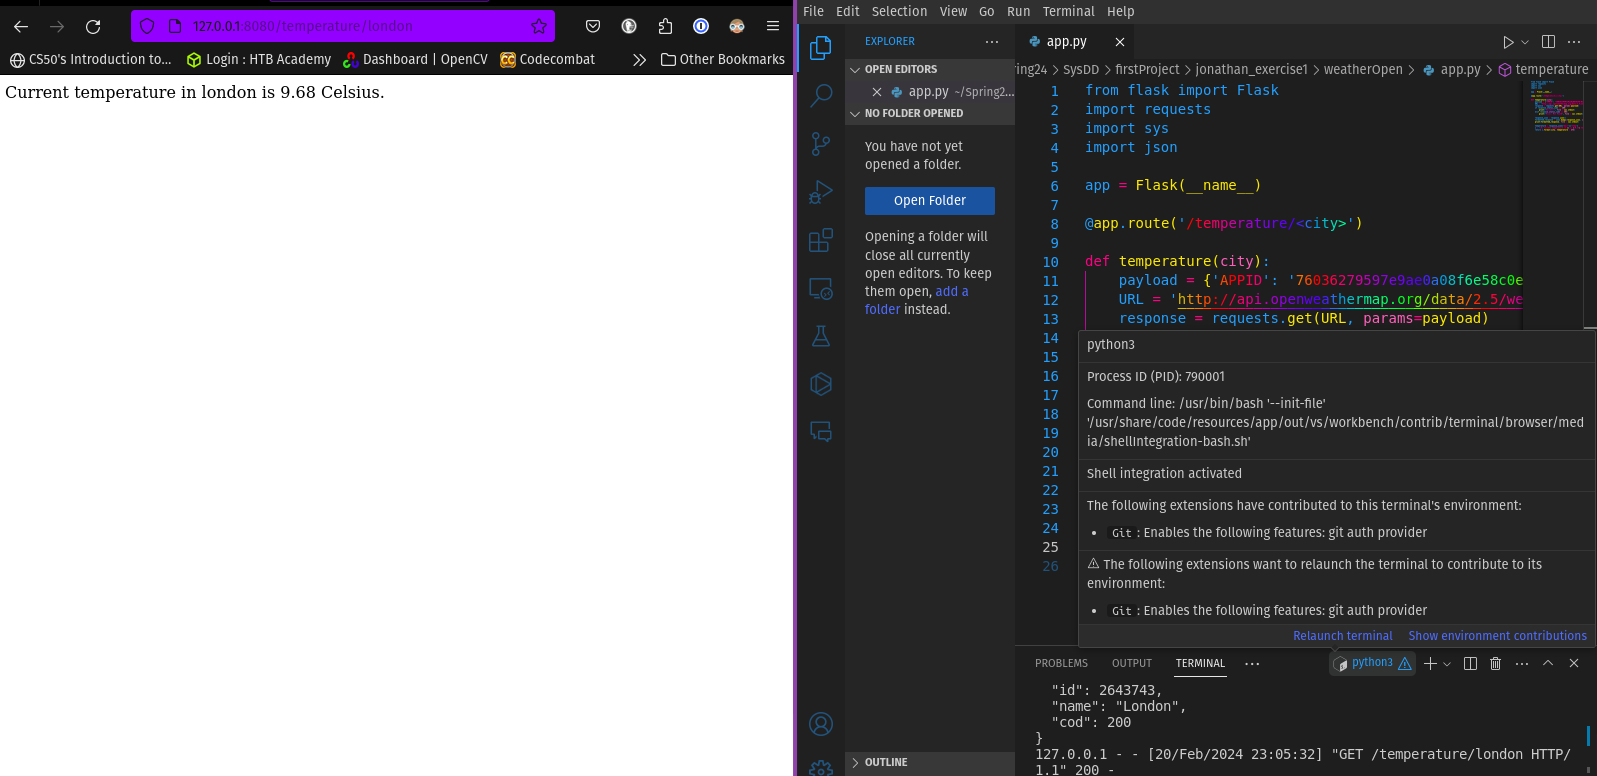 127.0.0.1:8080/temperature/london
CS50's Introduction to...
Login : HTB Academy
Dashboard | OpenCV
Codecombat
Other Bookmarks
Current temperature in london is 9.68 Celsius.
File Edit Selection View Go Run Terminal Help
EXPLORER
OPEN EDITORS
app.py ~/Spring2...
NO FOLDER OPENED
You have not yet
opened a folder.
Open Folder
Opening a folder will
close all currently
open editors. To keep
them open, add a
folder instead.
OUTLINE
app.py
ring24 > SysDD > firstProject > jonathan_exercise1 > weatherOpen > app.py > temperature
1 from flask import Flask
2 import requests
3 import sys
4 import json
5
6 app = Flask(__name__)
7
8 @app.route('/temperature/<city>')
9
10 def temperature(city):
11 payload = {'APPID': '76036279597e9ae0a08f6e58c0e
12 URL = 'http://api.openweathermap.org/data/2.5/we
13 response = requests.get(URL, params=payload)
14
15
16
17
18
19
20
21
22
23
24
25
26
python3
Process ID (PID): 790001
Command line: /usr/bin/bash '--init-file'
'/usr/share/code/resources/app/out/vs/workbench/contrib/terminal/browser/med
ia/shellIntegration-bash.sh'
Shell integration activated
The following extensions have contributed to this terminal's environment:
• Git : Enables the following features: git auth provider
The following extensions want to relaunch the terminal to contribute to its
environment:
• Git : Enables the following features: git auth provider
Relaunch terminal Show environment contributions
PROBLEMS OUTPUT TERMINAL ··· python3
"id": 2643743,
"name": "London",
"cod": 200
}
127.0.0.1 - - [20/Feb/2024 23:05:32] "GET /temperature/london HTTP/
1.1" 200 -